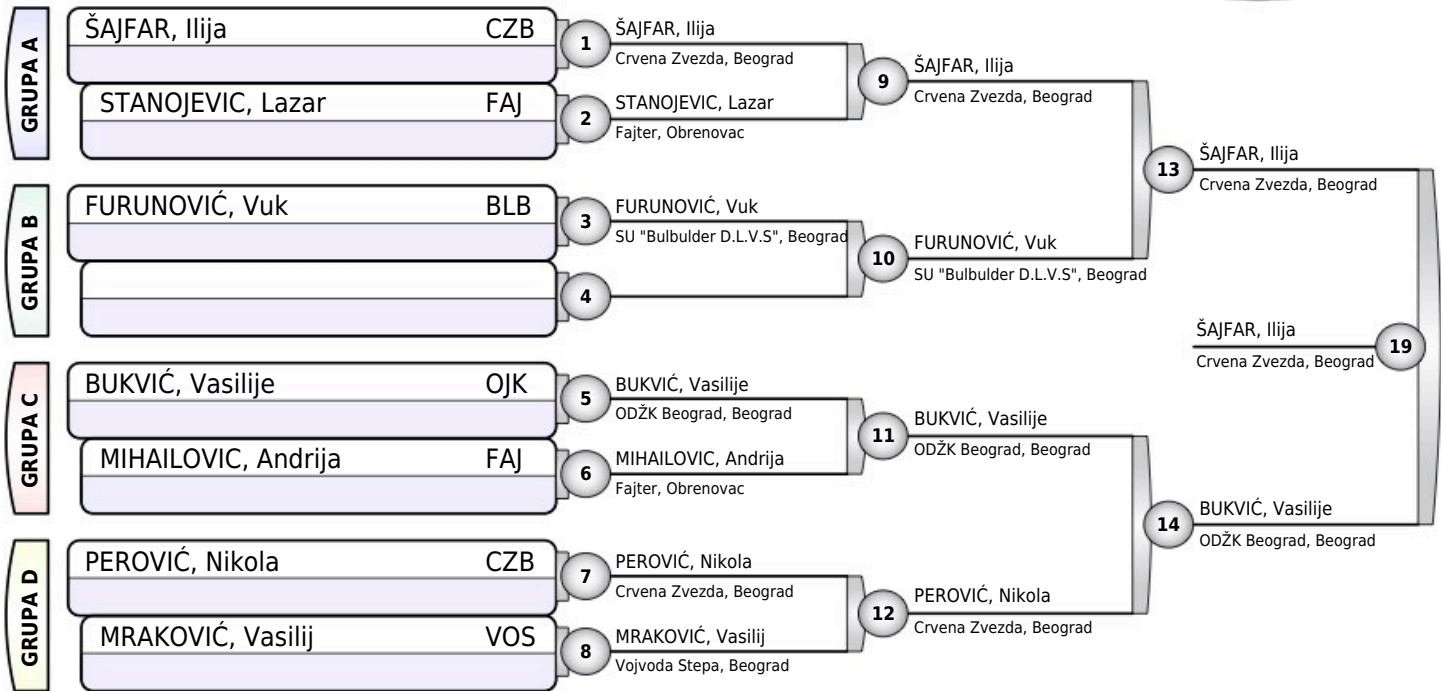 GRUPA A
ŠAJFAR, Ilija CZB
STANOJEVIC, Lazar FAJ
GRUPA B
FURUNOVIĆ, Vuk BLB
GRUPA C
BUKVIĆ, Vasilije OJK
MIHAILOVIC, Andrija FAJ
GRUPA D
PEROVIĆ, Nikola CZB
MRAKOVIĆ, Vasilij VOS
1
ŠAJFAR, Ilija
Crvena Zvezda, Beograd
2
STANOJEVIC, Lazar
Fajter, Obrenovac
3
FURUNOVIĆ, Vuk
SU "Bulbulder D.L.V.S", Beograd
4
5
BUKVIĆ, Vasilije
ODŽK Beograd, Beograd
6
MIHAILOVIC, Andrija
Fajter, Obrenovac
7
PEROVIĆ, Nikola
Crvena Zvezda, Beograd
8
MRAKOVIĆ, Vasilij
Vojvoda Stepa, Beograd
9
ŠAJFAR, Ilija
Crvena Zvezda, Beograd
10
FURUNOVIĆ, Vuk
SU "Bulbulder D.L.V.S", Beograd
11
BUKVIĆ, Vasilije
ODŽK Beograd, Beograd
12
PEROVIĆ, Nikola
Crvena Zvezda, Beograd
13
ŠAJFAR, Ilija
Crvena Zvezda, Beograd
14
BUKVIĆ, Vasilije
ODŽK Beograd, Beograd
ŠAJFAR, Ilija
Crvena Zvezda, Beograd
19